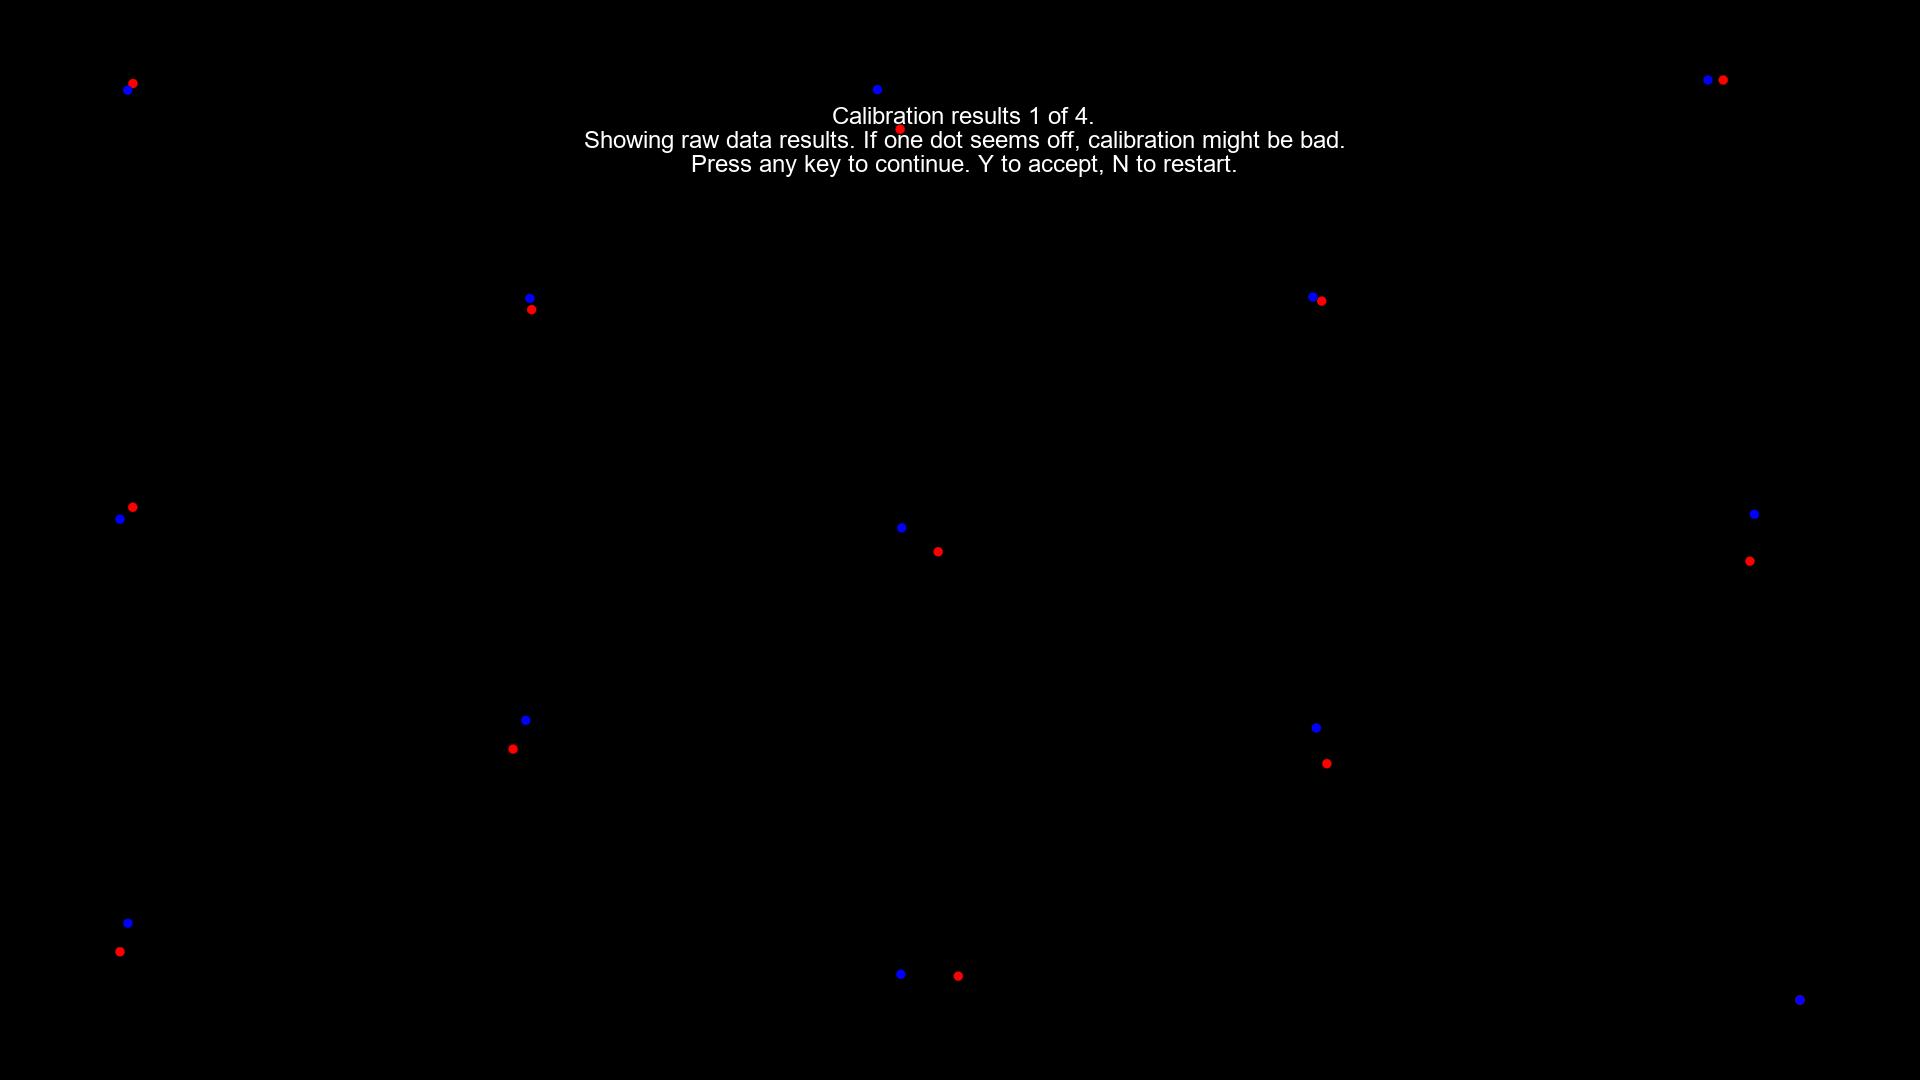 Calibration results 1 of 4.
Showing raw data results. If one dot seems off, calibration might be bad.
Press any key to continue. Y to accept, N to restart.